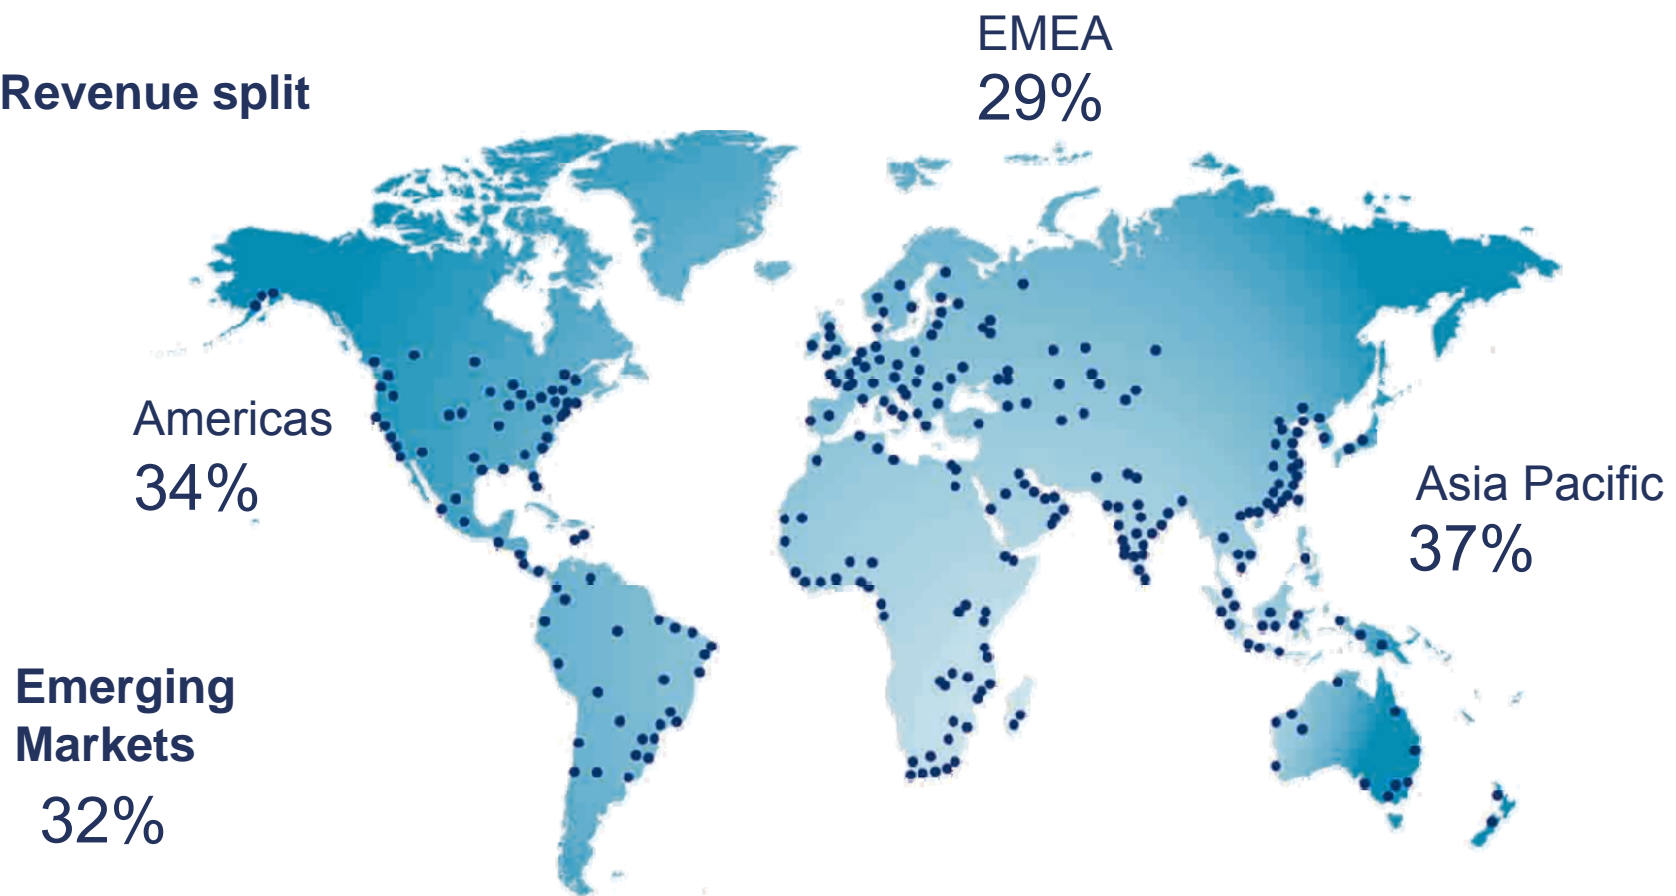 EMEA
29%
Revenue split
Americas
34%
Asia Pacific
37%
Emerging
Markets
32%